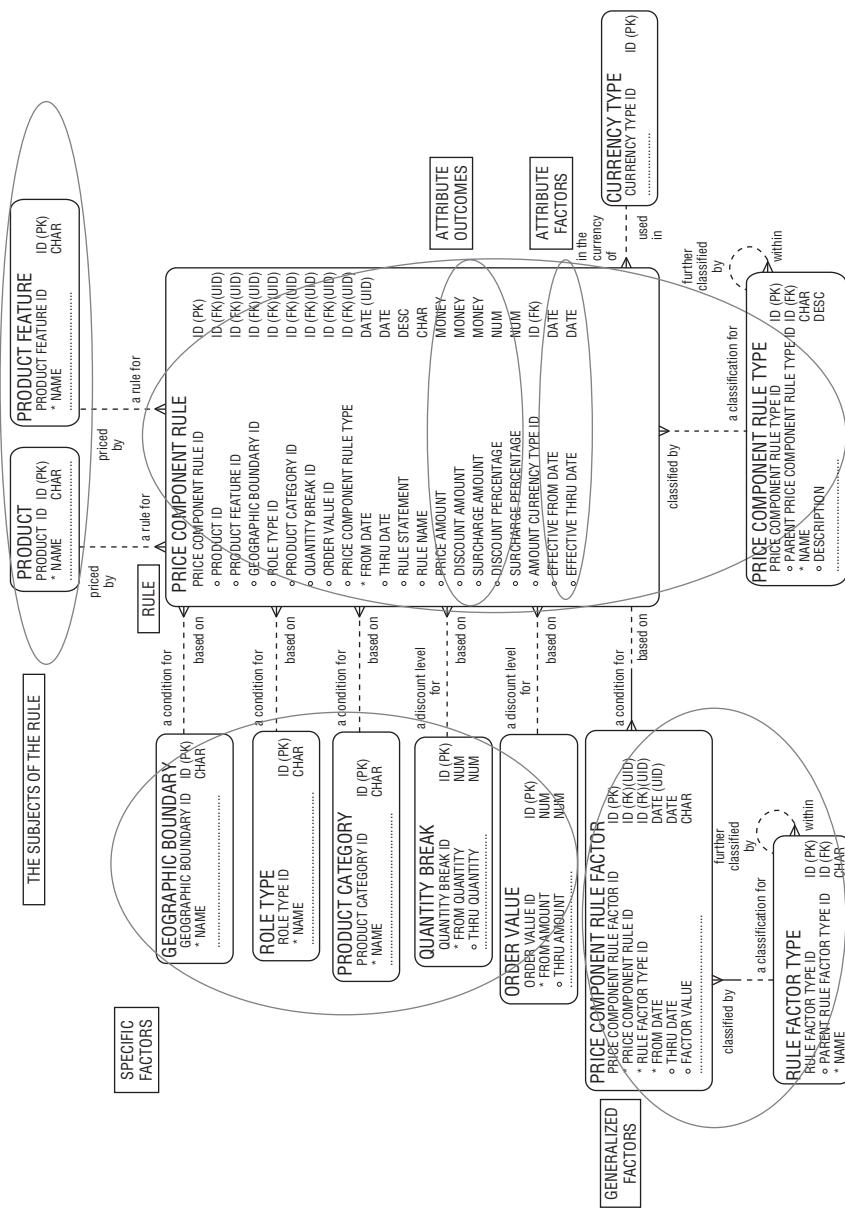 THE SUBJECTS OF THE RULE
PRODUCT
PRODUCT ID ID (PK)
* NAME CHAR
PRODUCT FEATURE
PRODUCT FEATURE ID ID (PK)
* NAME CHAR
priced
by
a rule for
priced
by
a rule for
SPECIFIC
FACTORS
GEOGRAPHIC BOUNDARY
GEOGRAPHIC BOUNDARY ID ID (PK)
* NAME CHAR
a condition for
based on
ROLE TYPE
ROLE TYPE ID ID (PK)
* NAME CHAR
a condition for
based on
PRODUCT CATEGORY
PRODUCT CATEGORY ID ID (PK)
* NAME CHAR
a condition for
based on
QUANTITY BREAK
QUANTITY BREAK ID ID (PK)
* FROM QUANTITY NUM
o THRU QUANTITY NUM
a discount level
for
based on
ORDER VALUE
ORDER VALUE ID ID (PK)
* FROM AMOUNT NUM
o THRU AMOUNT NUM
a discount level
for
based on
RULE
PRICE COMPONENT RULE
PRICE COMPONENT RULE ID ID (PK)
o PRODUCT ID ID (FK)(UID)
o PRODUCT FEATURE ID ID (FK)(UID)
o GEOGRAPHIC BOUNDARY ID ID (FK)(UID)
o ROLE TYPE ID ID (FK)(UID)
o PRODUCT CATEGORY ID ID (FK)(UID)
o QUANTITY BREAK ID ID (FK)(UID)
o ORDER VALUE ID ID (FK)(UID)
o PRICE COMPONENT RULE TYPE ID (FK)(UID)
* FROM DATE DATE (UID)
o THRU DATE DATE
o RULE STATEMENT DESC
o RULE NAME CHAR
o PRICE AMOUNT MONEY
o DISCOUNT AMOUNT MONEY
o SURCHARGE AMOUNT MONEY
o DISCOUNT PERCENTAGE NUM
o SURCHARGE PERCENTAGE NUM
o AMOUNT CURRENCY TYPE ID ID (FK)
o EFFECTIVE FROM DATE DATE
o EFFECTIVE THRU DATE DATE
ATTRIBUTE
OUTCOMES
ATTRIBUTE
FACTORS
in the
currency
of
used
in
CURRENCY TYPE
CURRENCY TYPE ID ID (PK)
GENERALIZED
FACTORS
PRICE COMPONENT RULE FACTOR
PRICE COMPONENT RULE FACTOR ID ID (PK)
* PRICE COMPONENT RULE ID ID (FK)(UID)
* RULE FACTOR TYPE ID ID (FK)(UID)
* FROM DATE DATE (UID)
o THRU DATE DATE
o FACTOR VALUE CHAR
a condition for
based on
classified by
a classification for
RULE FACTOR TYPE
RULE FACTOR TYPE ID ID (PK)
o PARENT RULE FACTOR TYPE ID ID (FK)
* NAME CHAR
further
classified
by
within
classified by
a classification for
PRICE COMPONENT RULE TYPE
PRICE COMPONENT RULE TYPE ID ID (PK)
o PARENT PRICE COMPONENT RULE TYPE ID ID (FK)
* NAME CHAR
o DESCRIPTION DESC
further
classified
by
within